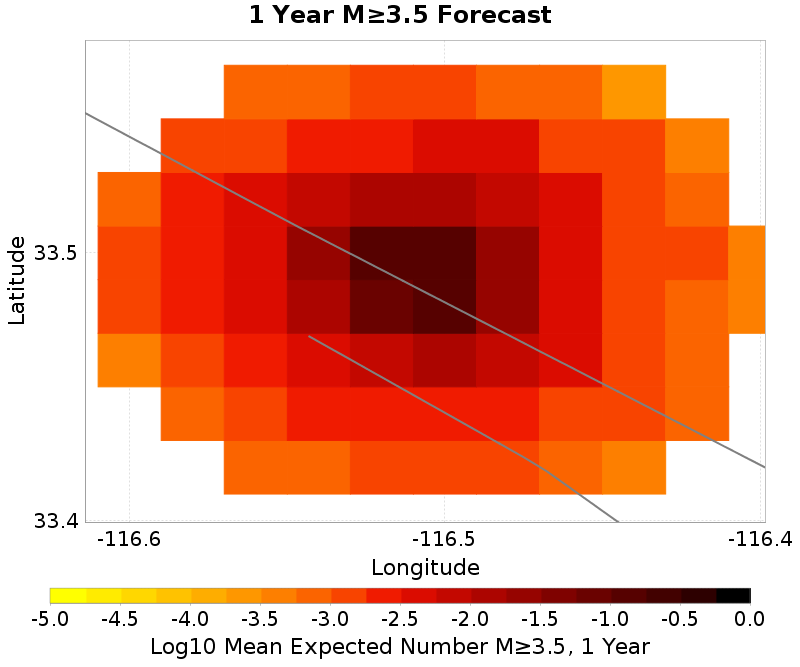 1 Year M≥3.5 Forecast
Latitude
33.5
33.4
-116.6 -116.5 -116.4
Longitude
-5.0 -4.5 -4.0 -3.5 -3.0 -2.5 -2.0 -1.5 -1.0 -0.5 0.0
Log10 Mean Expected Number M≥3.5, 1 Year